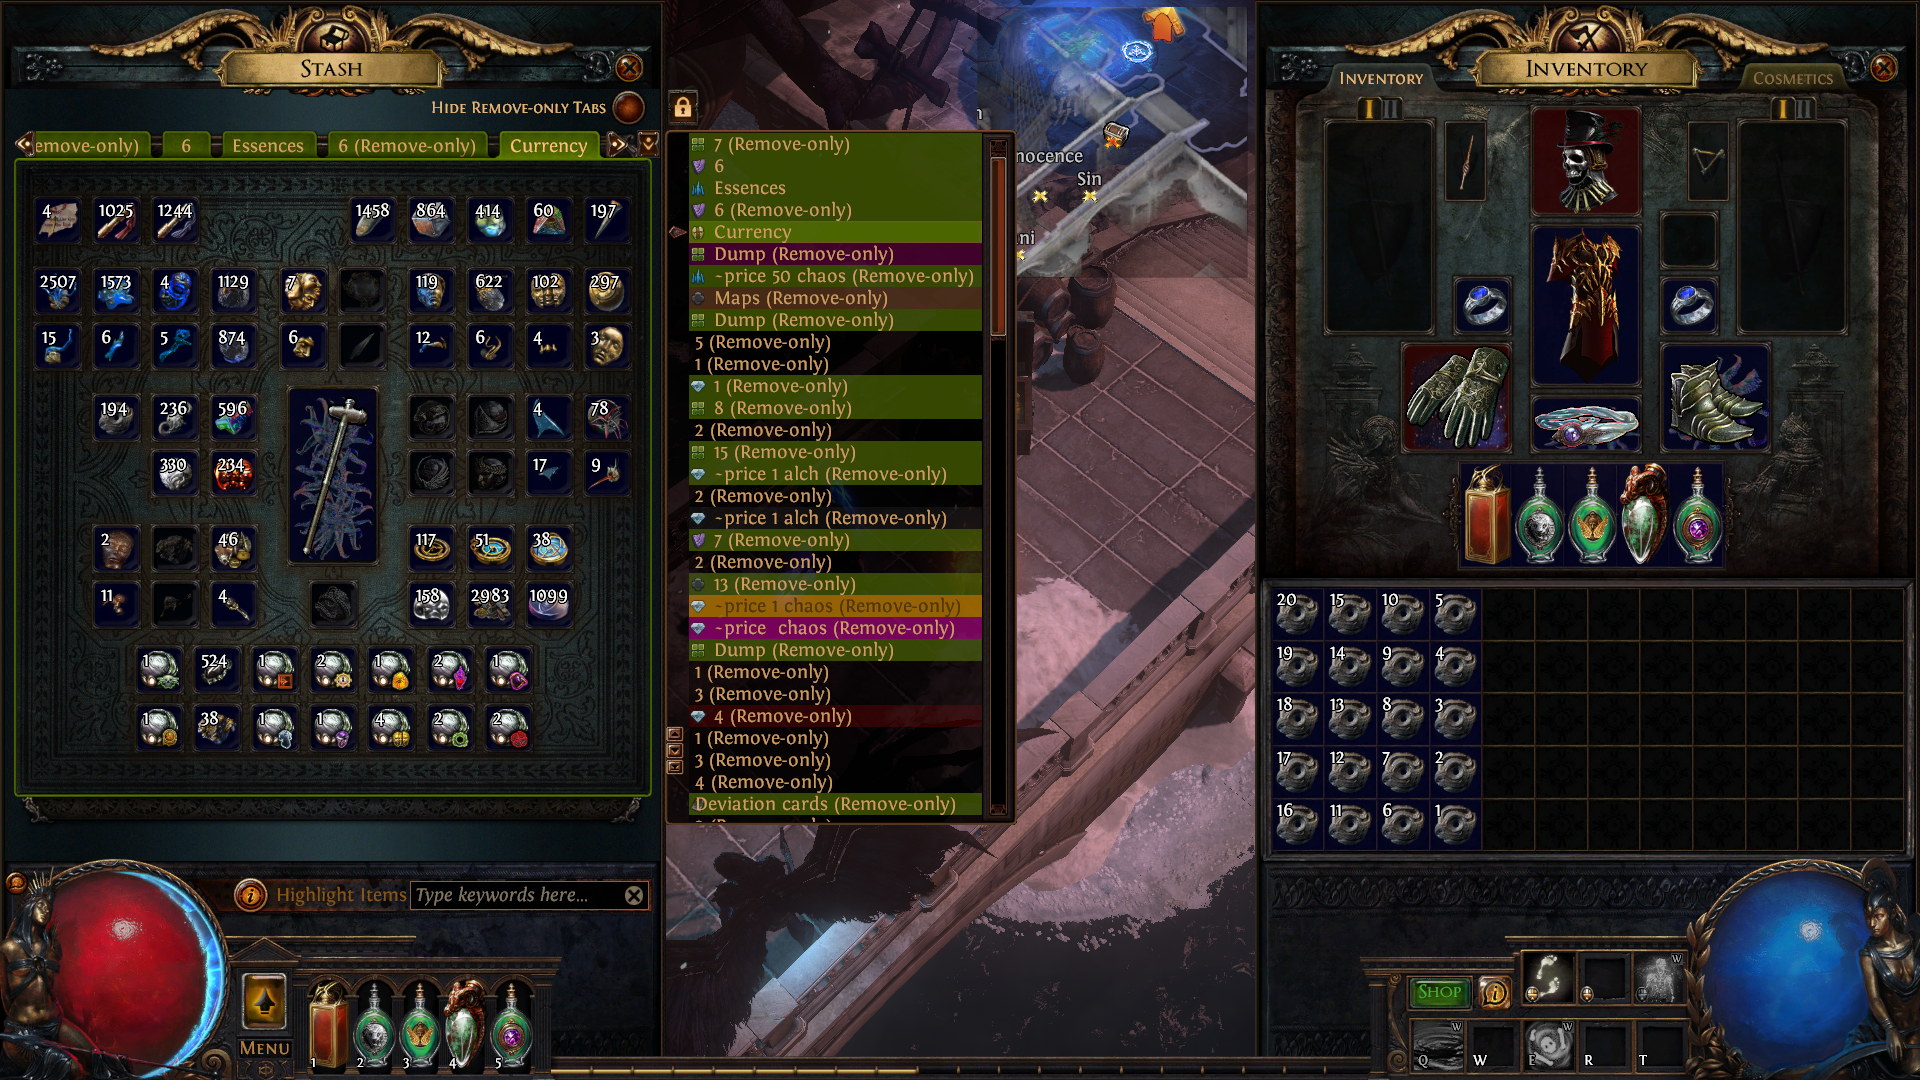 STASH
HIDE REMOVE-ONLY TABS
emove-only)
6
Essences
6 (Remove-only)
Currency
4 1025 1244 1458 864 414 60 197
2507 1573 4 1129 7 119 622 102 297
15 6 5 874 6 12 6 4 3
194 236 596 4 78
330 234 17 9
2 46 117 51 38
11 4 158 2983 1099
1 524 1 2 1 2 1
1 38 1 1 4 2 2
Highlight Items Type keywords here...
MENU
1 2 3 4 5
7 (Remove-only)
6
Essences
6 (Remove-only)
Currency
Dump (Remove-only)
~price 50 chaos (Remove-only)
Maps (Remove-only)
Dump (Remove-only)
5 (Remove-only)
1 (Remove-only)
1 (Remove-only)
8 (Remove-only)
2 (Remove-only)
15 (Remove-only)
~price 1 alch (Remove-only)
2 (Remove-only)
~price 1 alch (Remove-only)
7 (Remove-only)
2 (Remove-only)
13 (Remove-only)
~price 1 chaos (Remove-only)
~price  chaos (Remove-only)
Dump (Remove-only)
1 (Remove-only)
3 (Remove-only)
4 (Remove-only)
1 (Remove-only)
3 (Remove-only)
4 (Remove-only)
Deviation cards (Remove-only)
nocence
Sin
ni
INVENTORY
INVENTORY
COSMETICS
I II
I II
20 15 10 5
19 14 9 4
18 13 8 3
17 12 7 2
16 11 6 1
SHOP
W
W W
Q W E R T